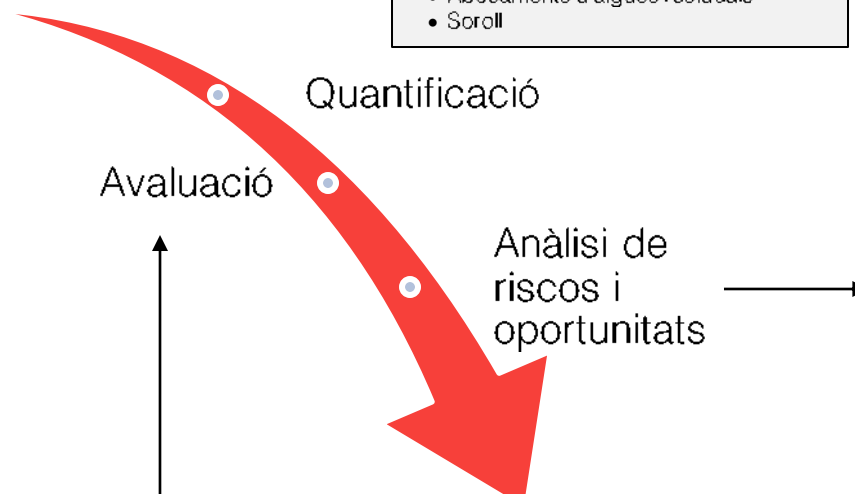 • Soroll
Quantificació
Avaluació
Anàlisi de
riscos i
oportunitats